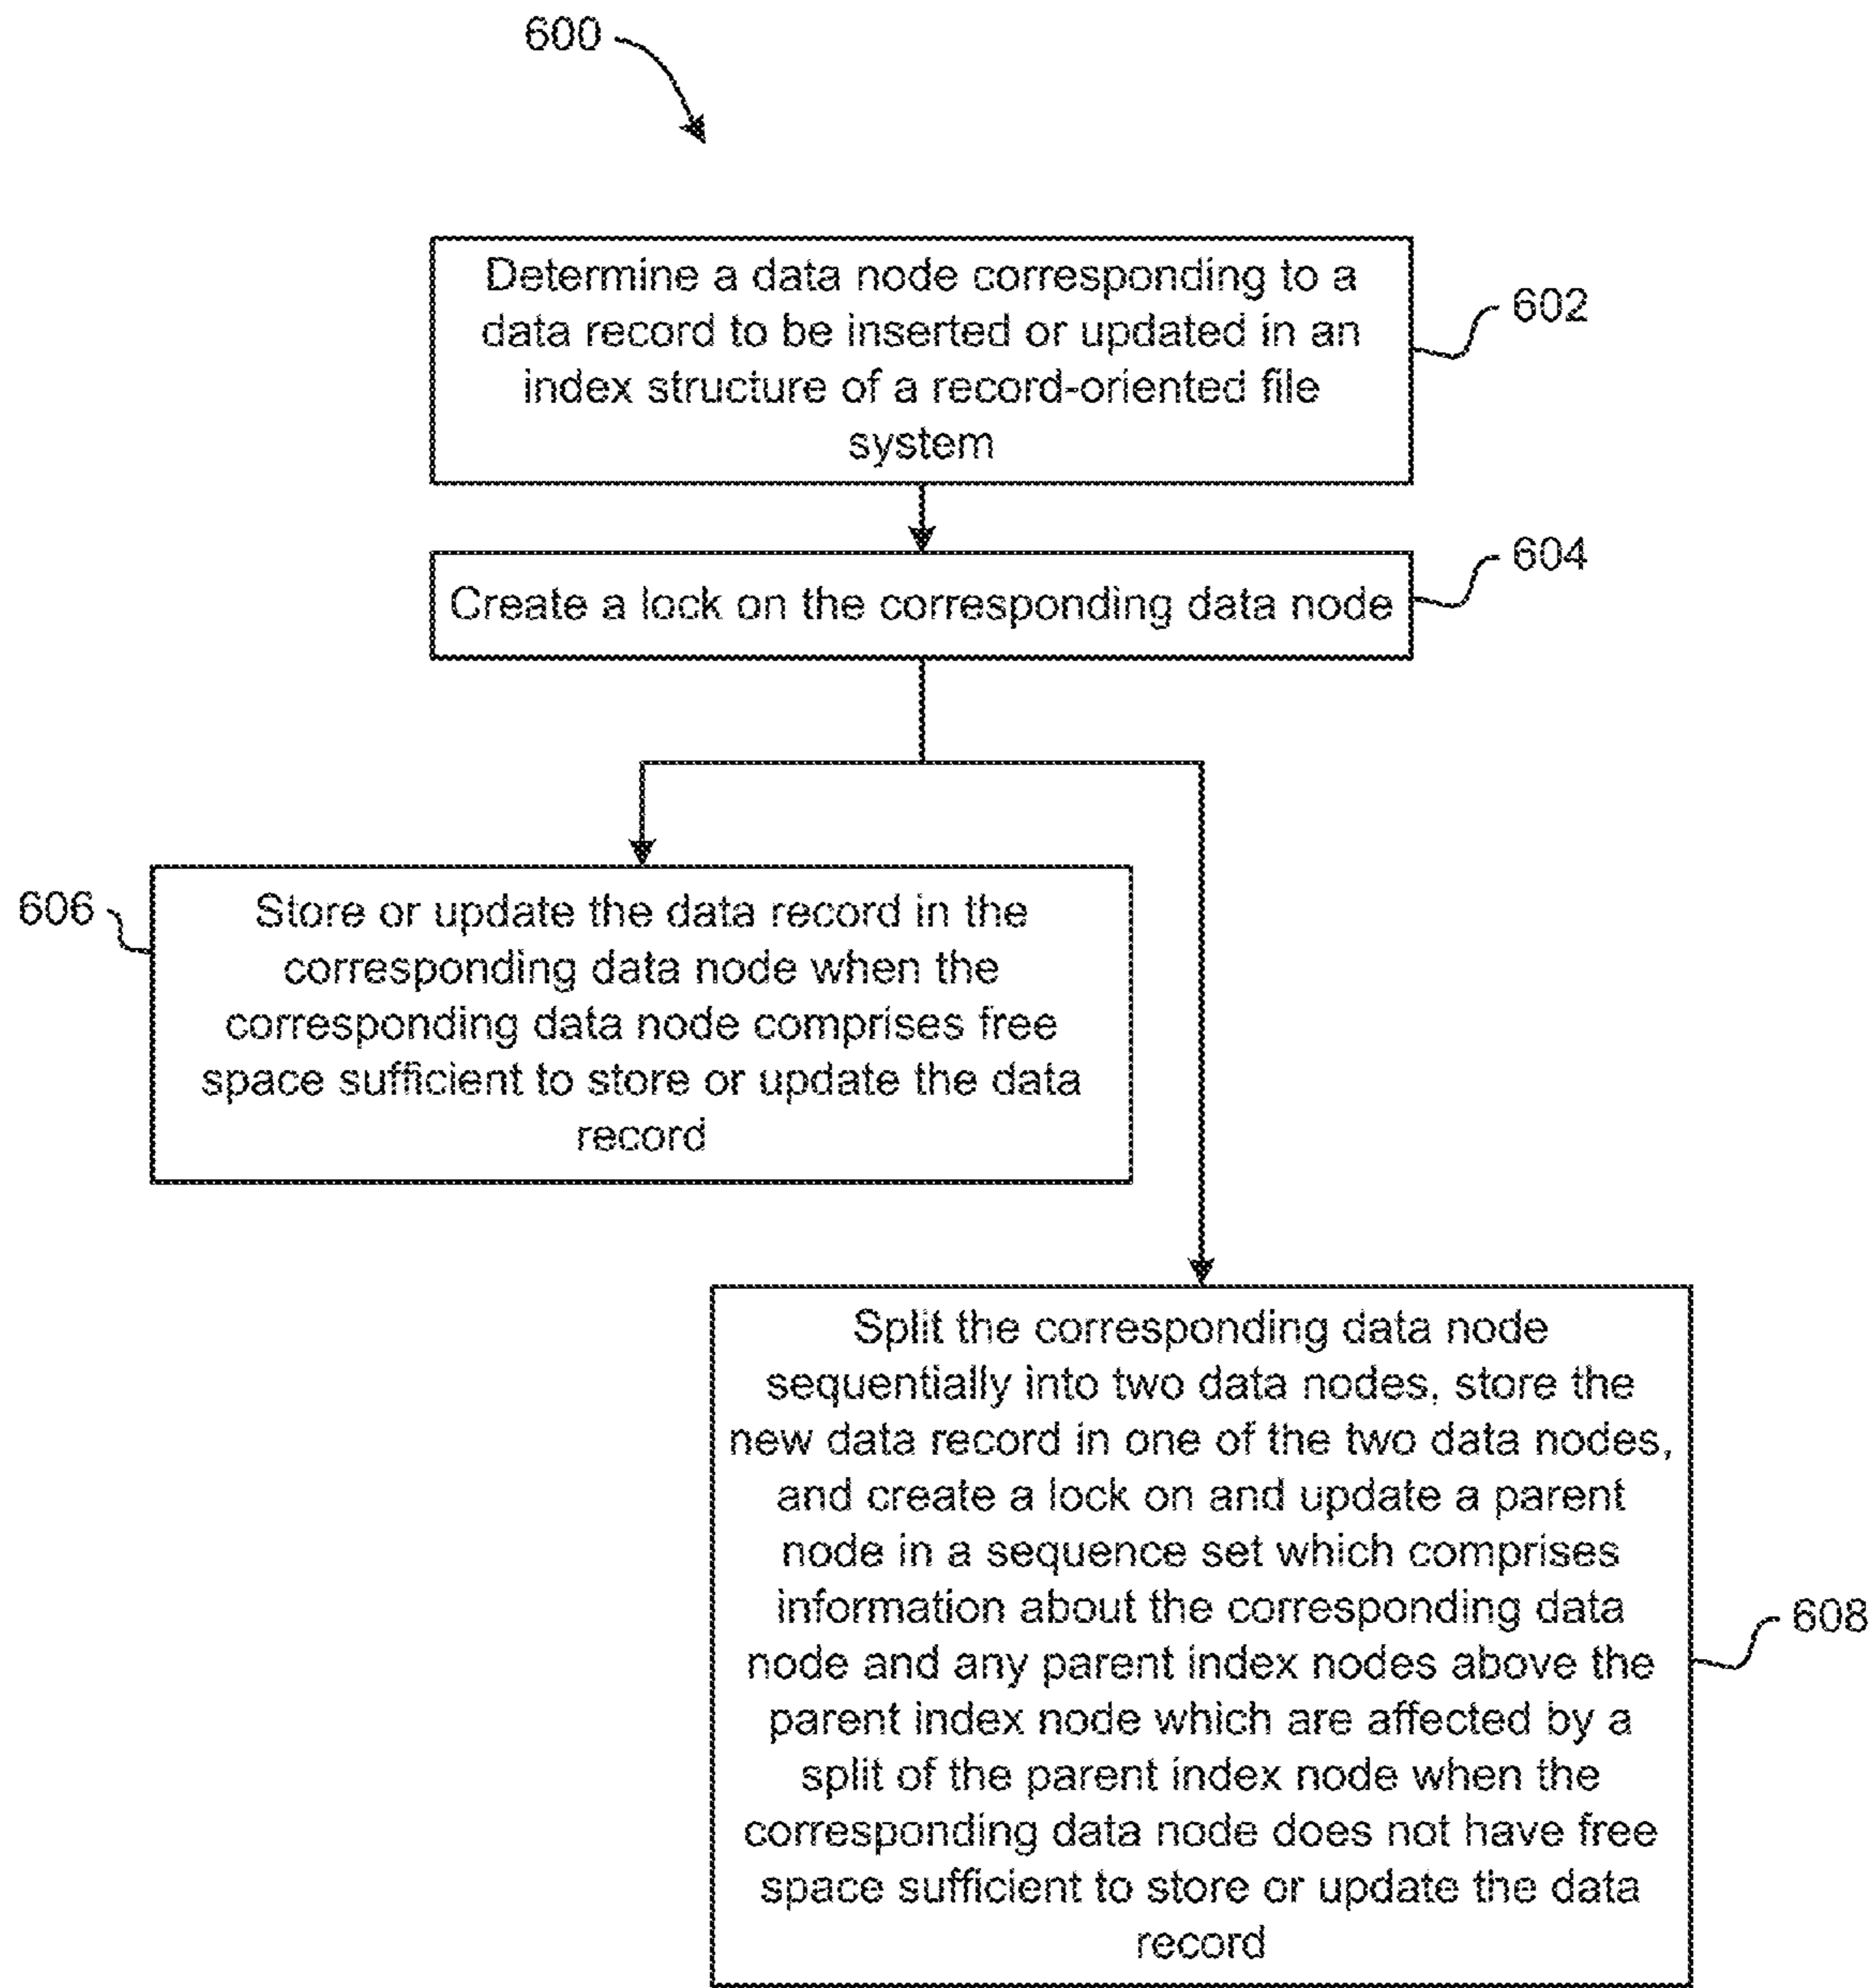 600
Determine a data node corresponding to a
data record to be inserted or updated in an
index structure of a record-oriented file
system
602
Create a lock on the corresponding data node
604
606
Store or update the data record in the
corresponding data node when the
corresponding data node comprises free
space sufficient to store or update the data
record
Split the corresponding data node
sequentially into two data nodes, store the
new data record in one of the two data nodes,
and create a lock on and update a parent
node in a sequence set which comprises
information about the corresponding data
node and any parent index nodes above the
parent index node which are affected by a
split of the parent index node when the
corresponding data node does not have free
space sufficient to store or update the data
record
608